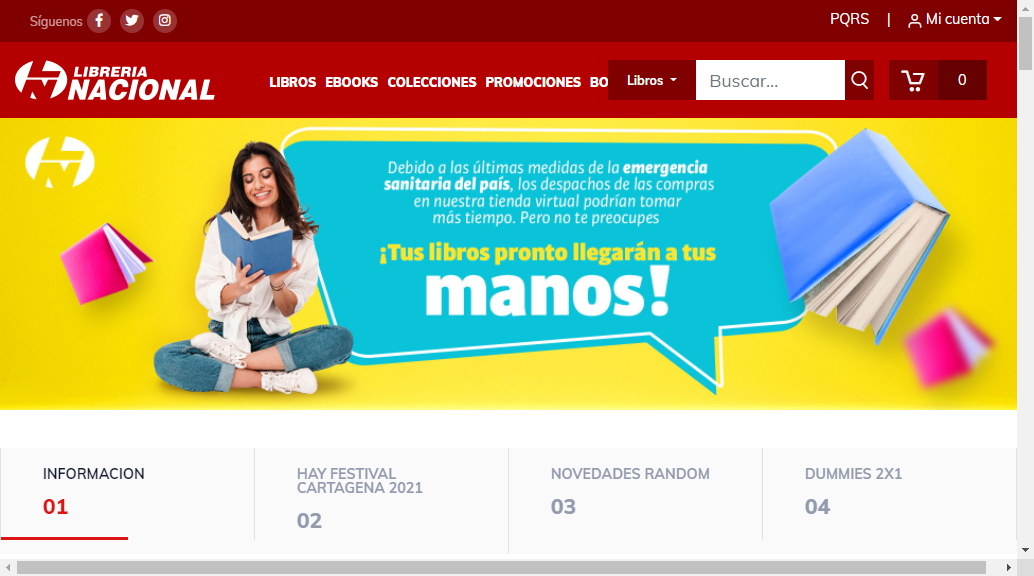 Síguenos
PQRS | Mi cuenta
LIBRERIA
NACIONAL
LIBROS EBOOKS COLECCIONES PROMOCIONES BO
Libros
Buscar...
0
Debido a las últimas medidas de la emergencia
sanitaria del país, los despachos de las compras
en nuestra tienda virtual podrían tomar
más tiempo. Pero no te preocupes
¡Tus libros pronto llegarán a tus
manos!
INFORMACION
01
HAY FESTIVAL
CARTAGENA 2021
02
NOVEDADES RANDOM
03
DUMMIES 2X1
04